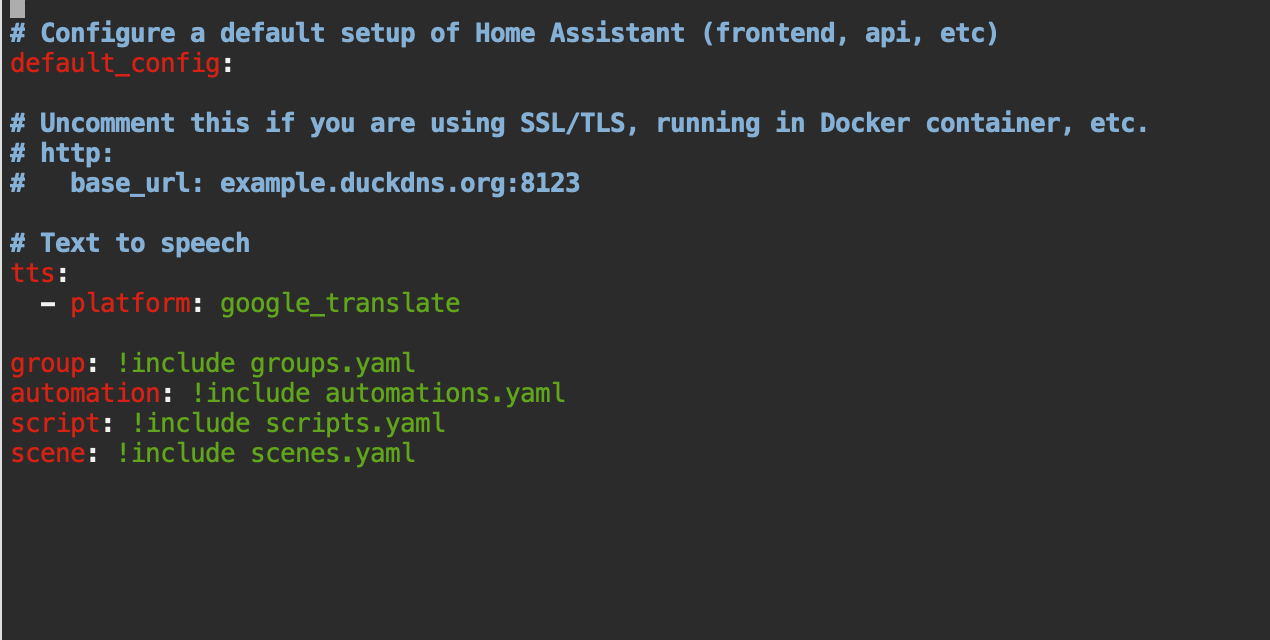 # Configure a default setup of Home Assistant (frontend, api, etc)
default_config:
# Uncomment this if you are using SSL/TLS, running in Docker container, etc.
# http:
#   base_url: example.duckdns.org:8123
# Text to speech
tts:
  - platform: google_translate
group: !include groups.yaml
automation: !include automations.yaml
script: !include scripts.yaml
scene: !include scenes.yaml